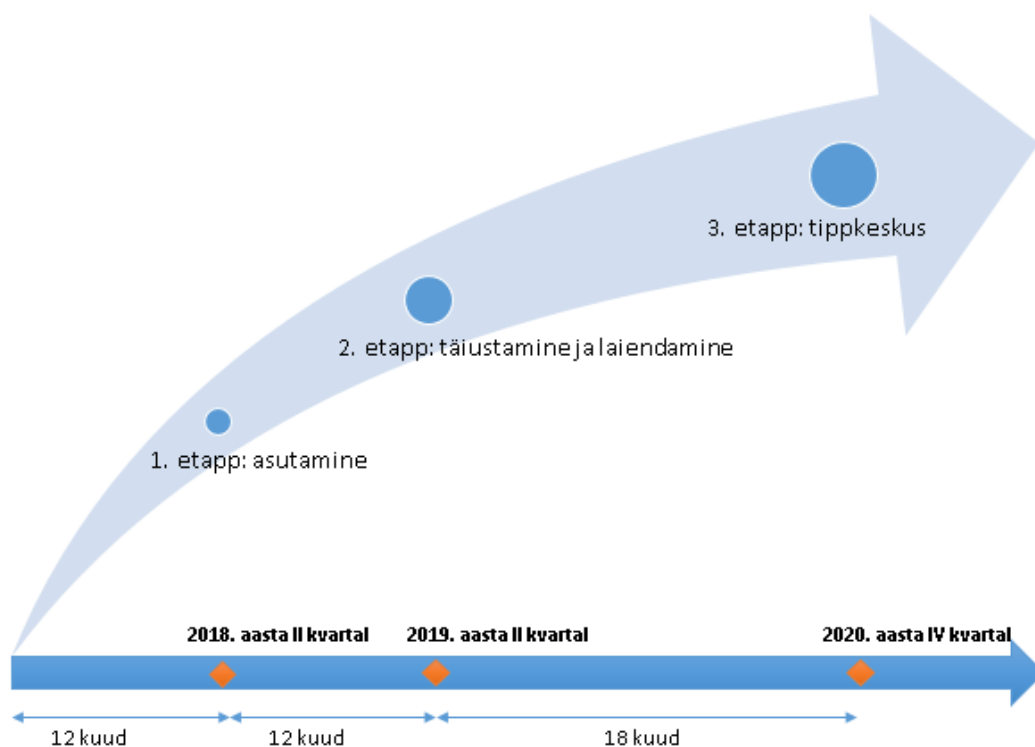 3. etapp: tippkeskus
2. etapp: täiustamine ja laiendamine
1. etapp: asutamine
2018. aasta II kvartal 2019. aasta II kvartal 2020. aasta IV kvartal
12 kuud 12 kuud 18 kuud